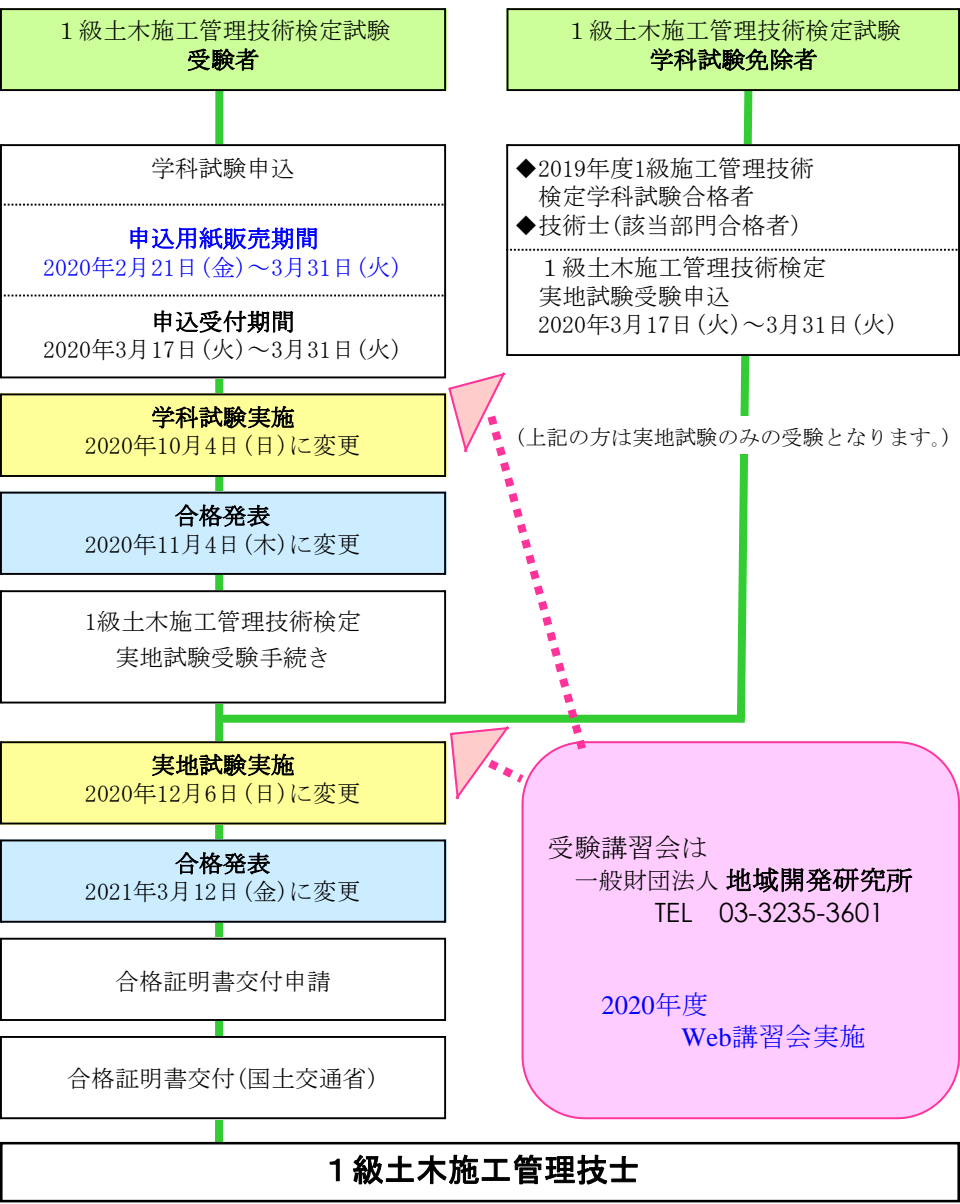 １級土木施工管理技術検定試験
受験者
学科試験申込
申込用紙販売期間
2020年2月21日(金)～3月31日(火)
申込受付期間
2020年3月17日(火)～3月31日(火)
学科試験実施
2020年10月4日(日)に変更
合格発表
2020年11月4日(木)に変更
1級土木施工管理技術検定
実地試験受験手続き
実地試験実施
2020年12月6日(日)に変更
合格発表
2021年3月12日(金)に変更
合格証明書交付申請
合格証明書交付(国土交通省)
１級土木施工管理技術検定試験
学科試験免除者
◆2019年度1級施工管理技術
検定学科試験合格者
◆技術士(該当部門合格者)
１級土木施工管理技術検定
実地試験受験申込
2020年3月17日(火)～3月31日(火)
(上記の方は実地試験のみの受験となります。)
受験講習会は
一般財団法人 地域開発研究所
TEL　03-3235-3601
2020年度
Web講習会実施
１級土木施工管理技士